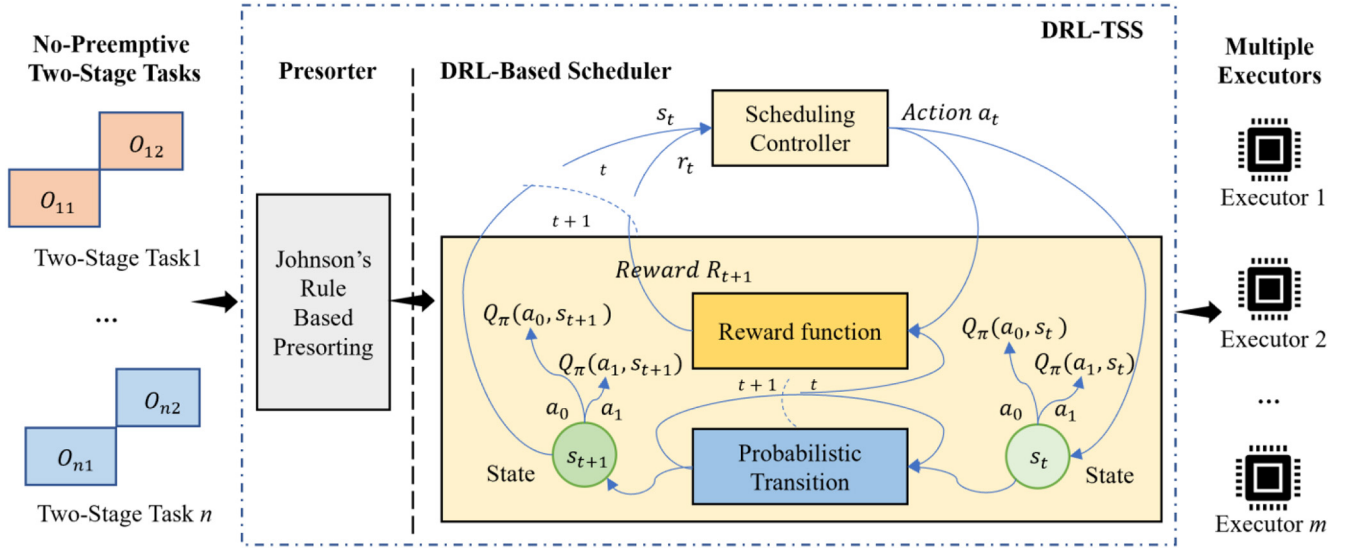 No-Preemptive
Two-Stage Tasks
O₁₂
O₁₁
Two-Stage Task1
...
Oₙ₂
Oₙ₁
Two-Stage Task n
DRL-TSS
Presorter
Johnson's
Rule
Based
Presorting
DRL-Based Scheduler
sₜ
Scheduling
Controller
Action aₜ
t
rₜ
t + 1
Reward Rₜ₊₁
Reward function
Qπ(a₀, sₜ₊₁)
Qπ(a₁, sₜ₊₁)
a₀
a₁
sₜ₊₁
State
t + 1
t
Probabilistic
Transition
Qπ(a₀, sₜ)
Qπ(a₁, sₜ)
a₀
a₁
sₜ
State
Multiple
Executors
Executor 1
Executor 2
...
Executor m